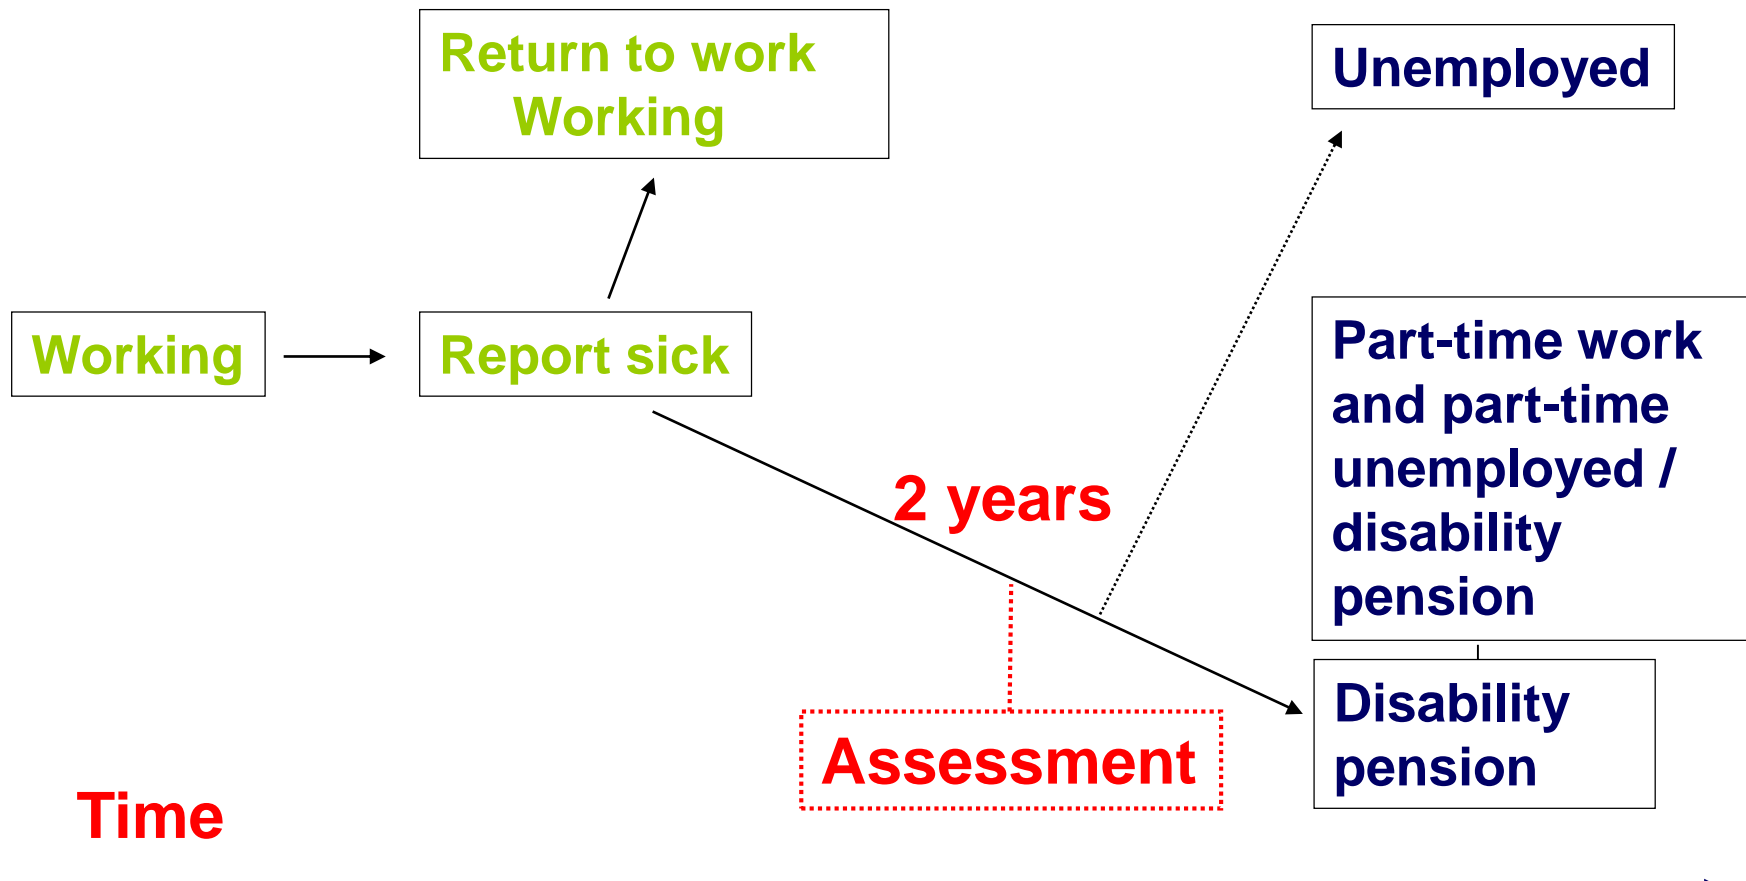 Return to work
Working
Unemployed
Working
Report sick
Part-time work
and part-time
unemployed /
disability
pension
2 years
Assessment
Disability
pension
Time